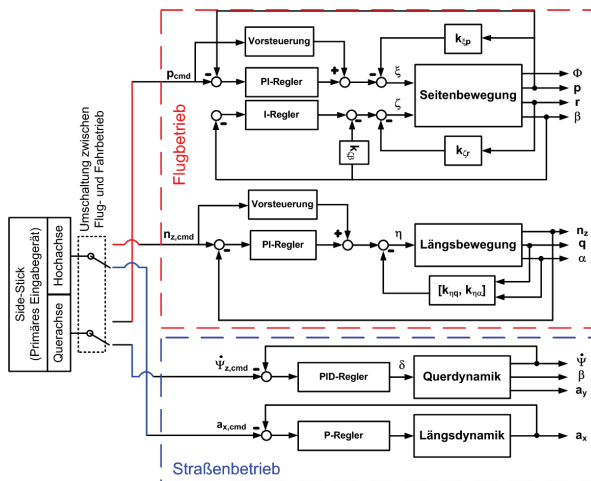 Side-Stick
(Primäres Eingabegerät)
Hochachse
Querachse
Umschaltung zwischen
Flug- und Fahrbetrieb
Flugbetrieb
p_cmd
Vorsteuerung
PI-Regler
I-Regler
k_ξp
k_ζβ
k_ζr
ξ
ζ
Seitenbewegung
Φ
p
r
β
n_z,cmd
Vorsteuerung
PI-Regler
η
Längsbewegung
[k_ηq, k_ηα]
n_z
q
α
Ψ̇_z,cmd
PID-Regler
δ
Querdynamik
Ψ̇
β
a_y
a_x,cmd
P-Regler
Längsdynamik
a_x
Straßenbetrieb